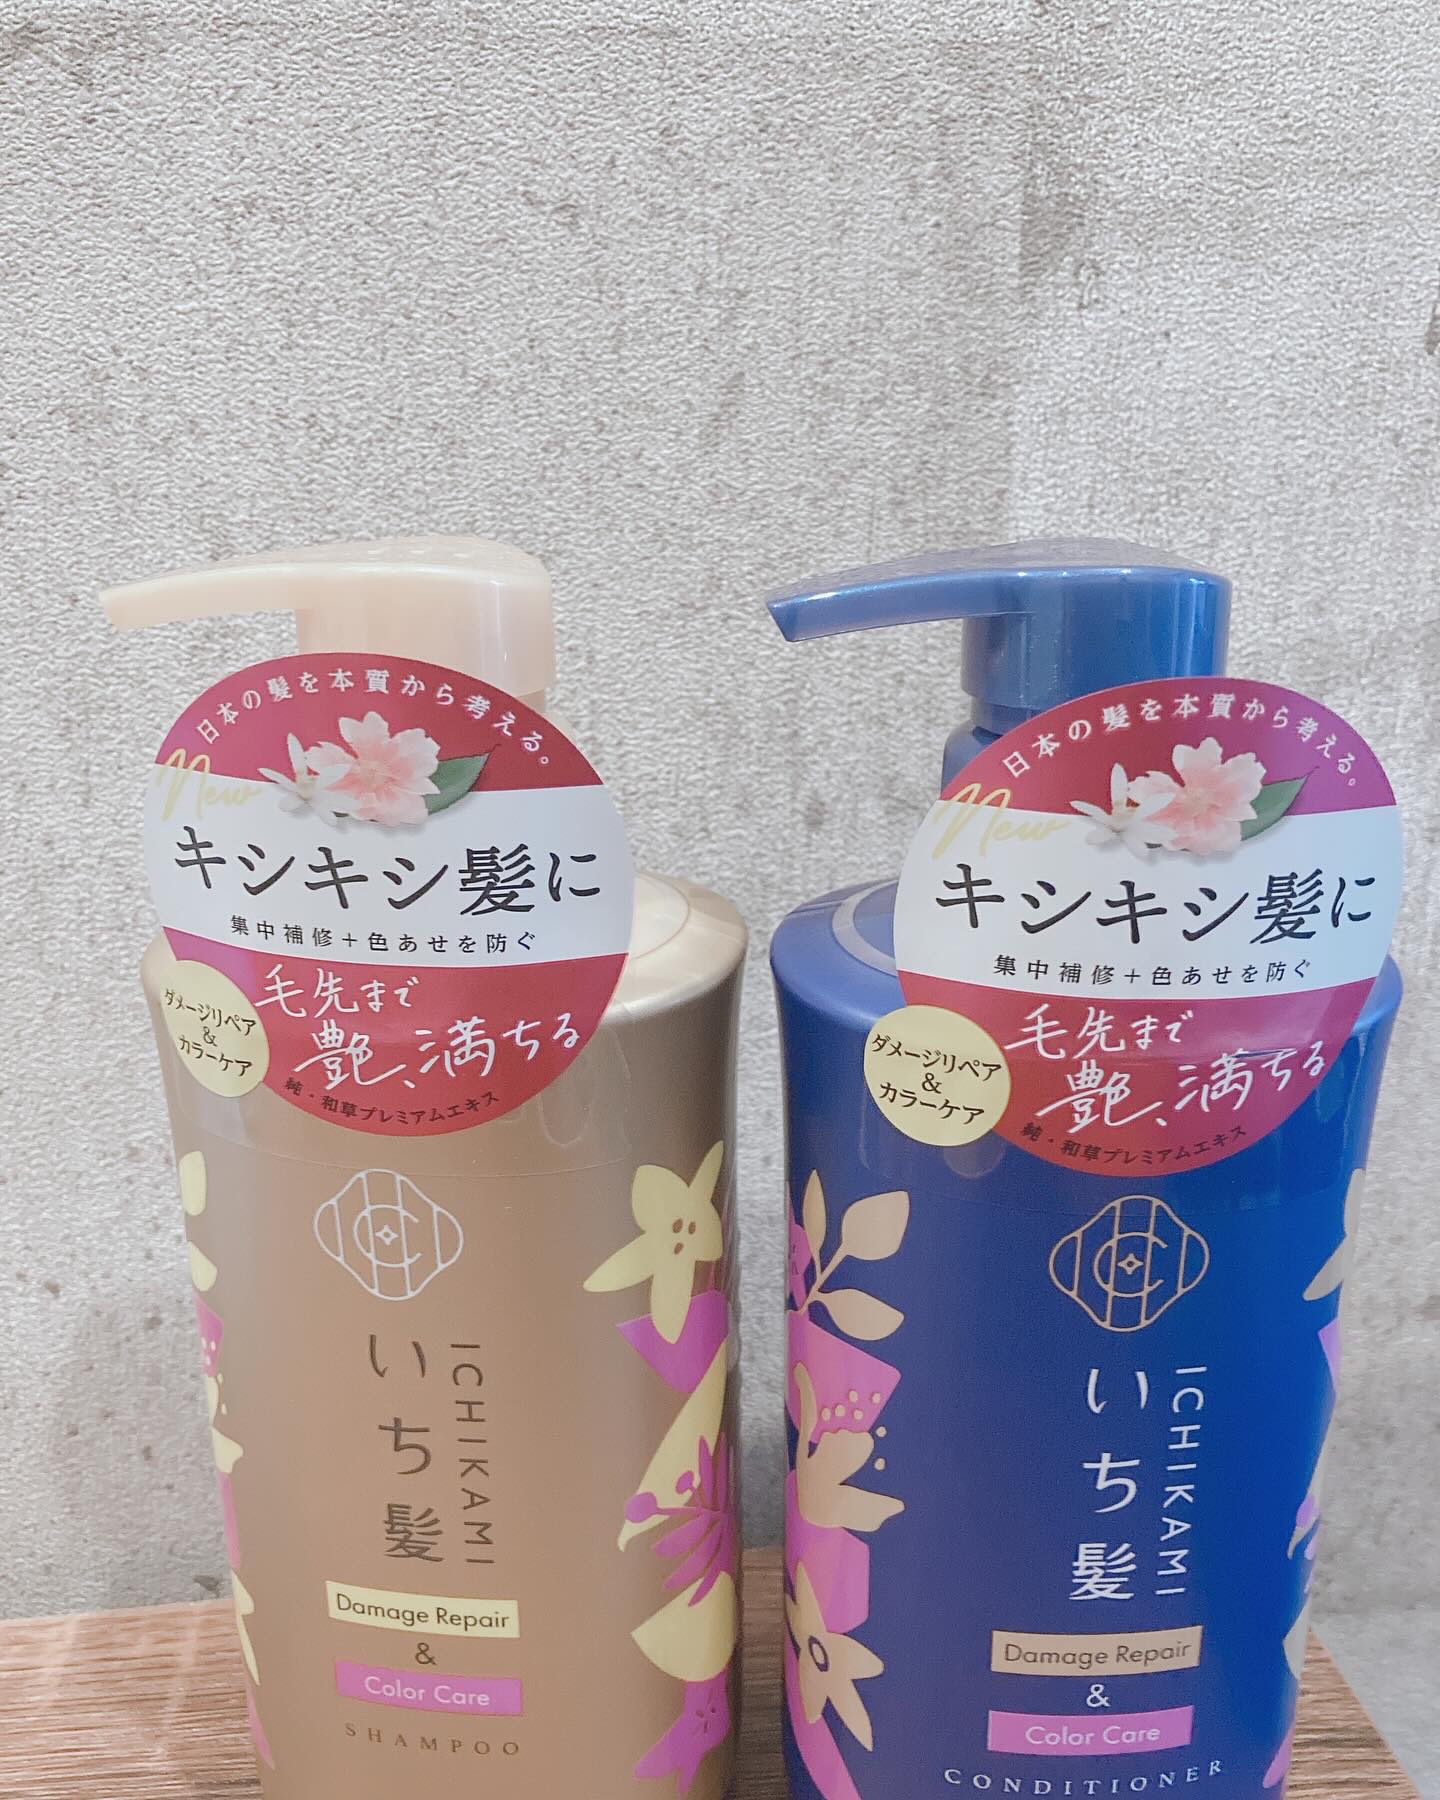 日本の髪を本質から考える。
New
キシキシ髪に
集中補修+色あせを防ぐ
毛先まで
艶、満ちる
ダメージリペア
&
カラーケア
純・和草プレミアムエキス
いち髪
ICHIKAMI
Damage Repair
&
Color Care
SHAMPOO
日本の髪を本質から考える。
New
キシキシ髪に
集中補修+色あせを防ぐ
毛先まで
艶、満ちる
ダメージリペア
&
カラーケア
純・和草プレミアムエキス
いち髪
ICHIKAMI
Damage Repair
&
Color Care
CONDITIONER